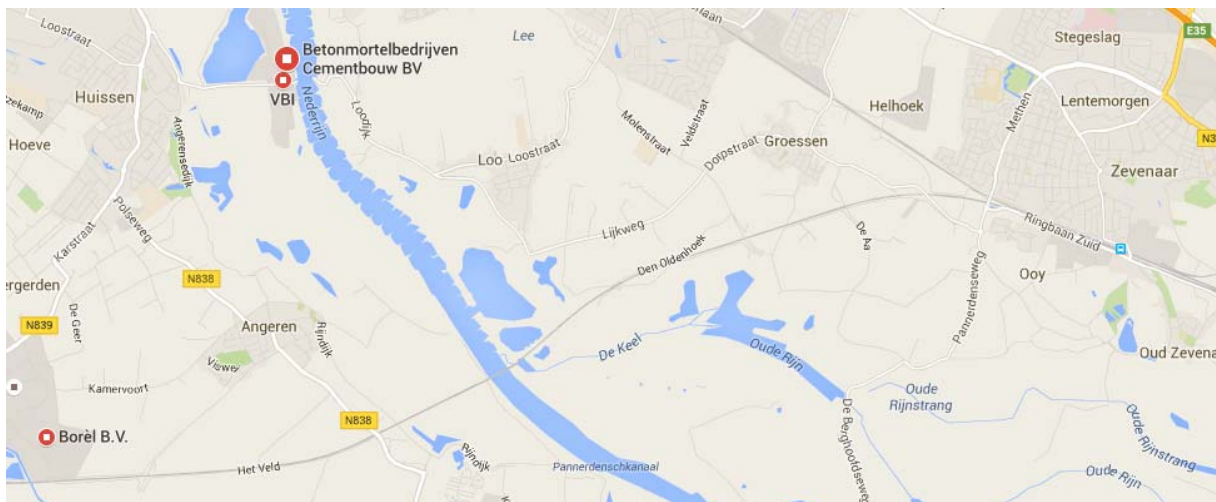 Loostraat
Lee
Stegeslag
E35
Betonmortelbedrijven
Cementbouw BV
VBI
Huissen
Hoeve
Angerensedijk
Nederrijn
Loodijk
Loo
Loostraat
Molenstraat
Veldstraat
Dorpstraat
Groessen
Helhoek
Methen
Lentemorgen
Zevenaar
Polseweg
Karstraat
N838
Lijkweg
Den Oldenhoek
De Aa
Ringbaan Zuid
Ooy
Pannerdenseweg
N839
De Geer
Angeren
Rijndijk
De Keel
Oude Rijn
Oud Zevena
Kamervoort
Oude
Rijnstrang
De Berghoofdseweg
Oude Rijnstrang
N838
Borèl B.V.
Het Veld
Rijndijk
Pannerdenschkanaal
Oude Rijn